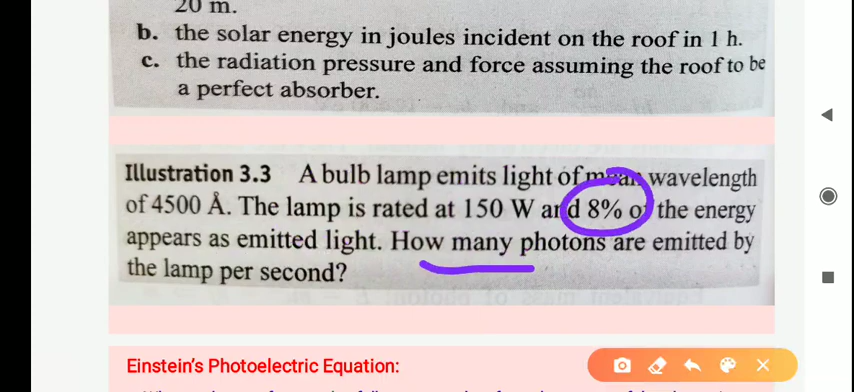 20 m.
b. the solar energy in joules incident on the roof in 1 h.
c. the radiation pressure and force assuming the roof to be
a perfect absorber.
Illustration 3.3 A bulb lamp emits light of mean wavelength
of 4500 Å. The lamp is rated at 150 W and 8% of the energy
appears as emitted light. How many photons are emitted by
the lamp per second?
Einstein's Photoelectric Equation: